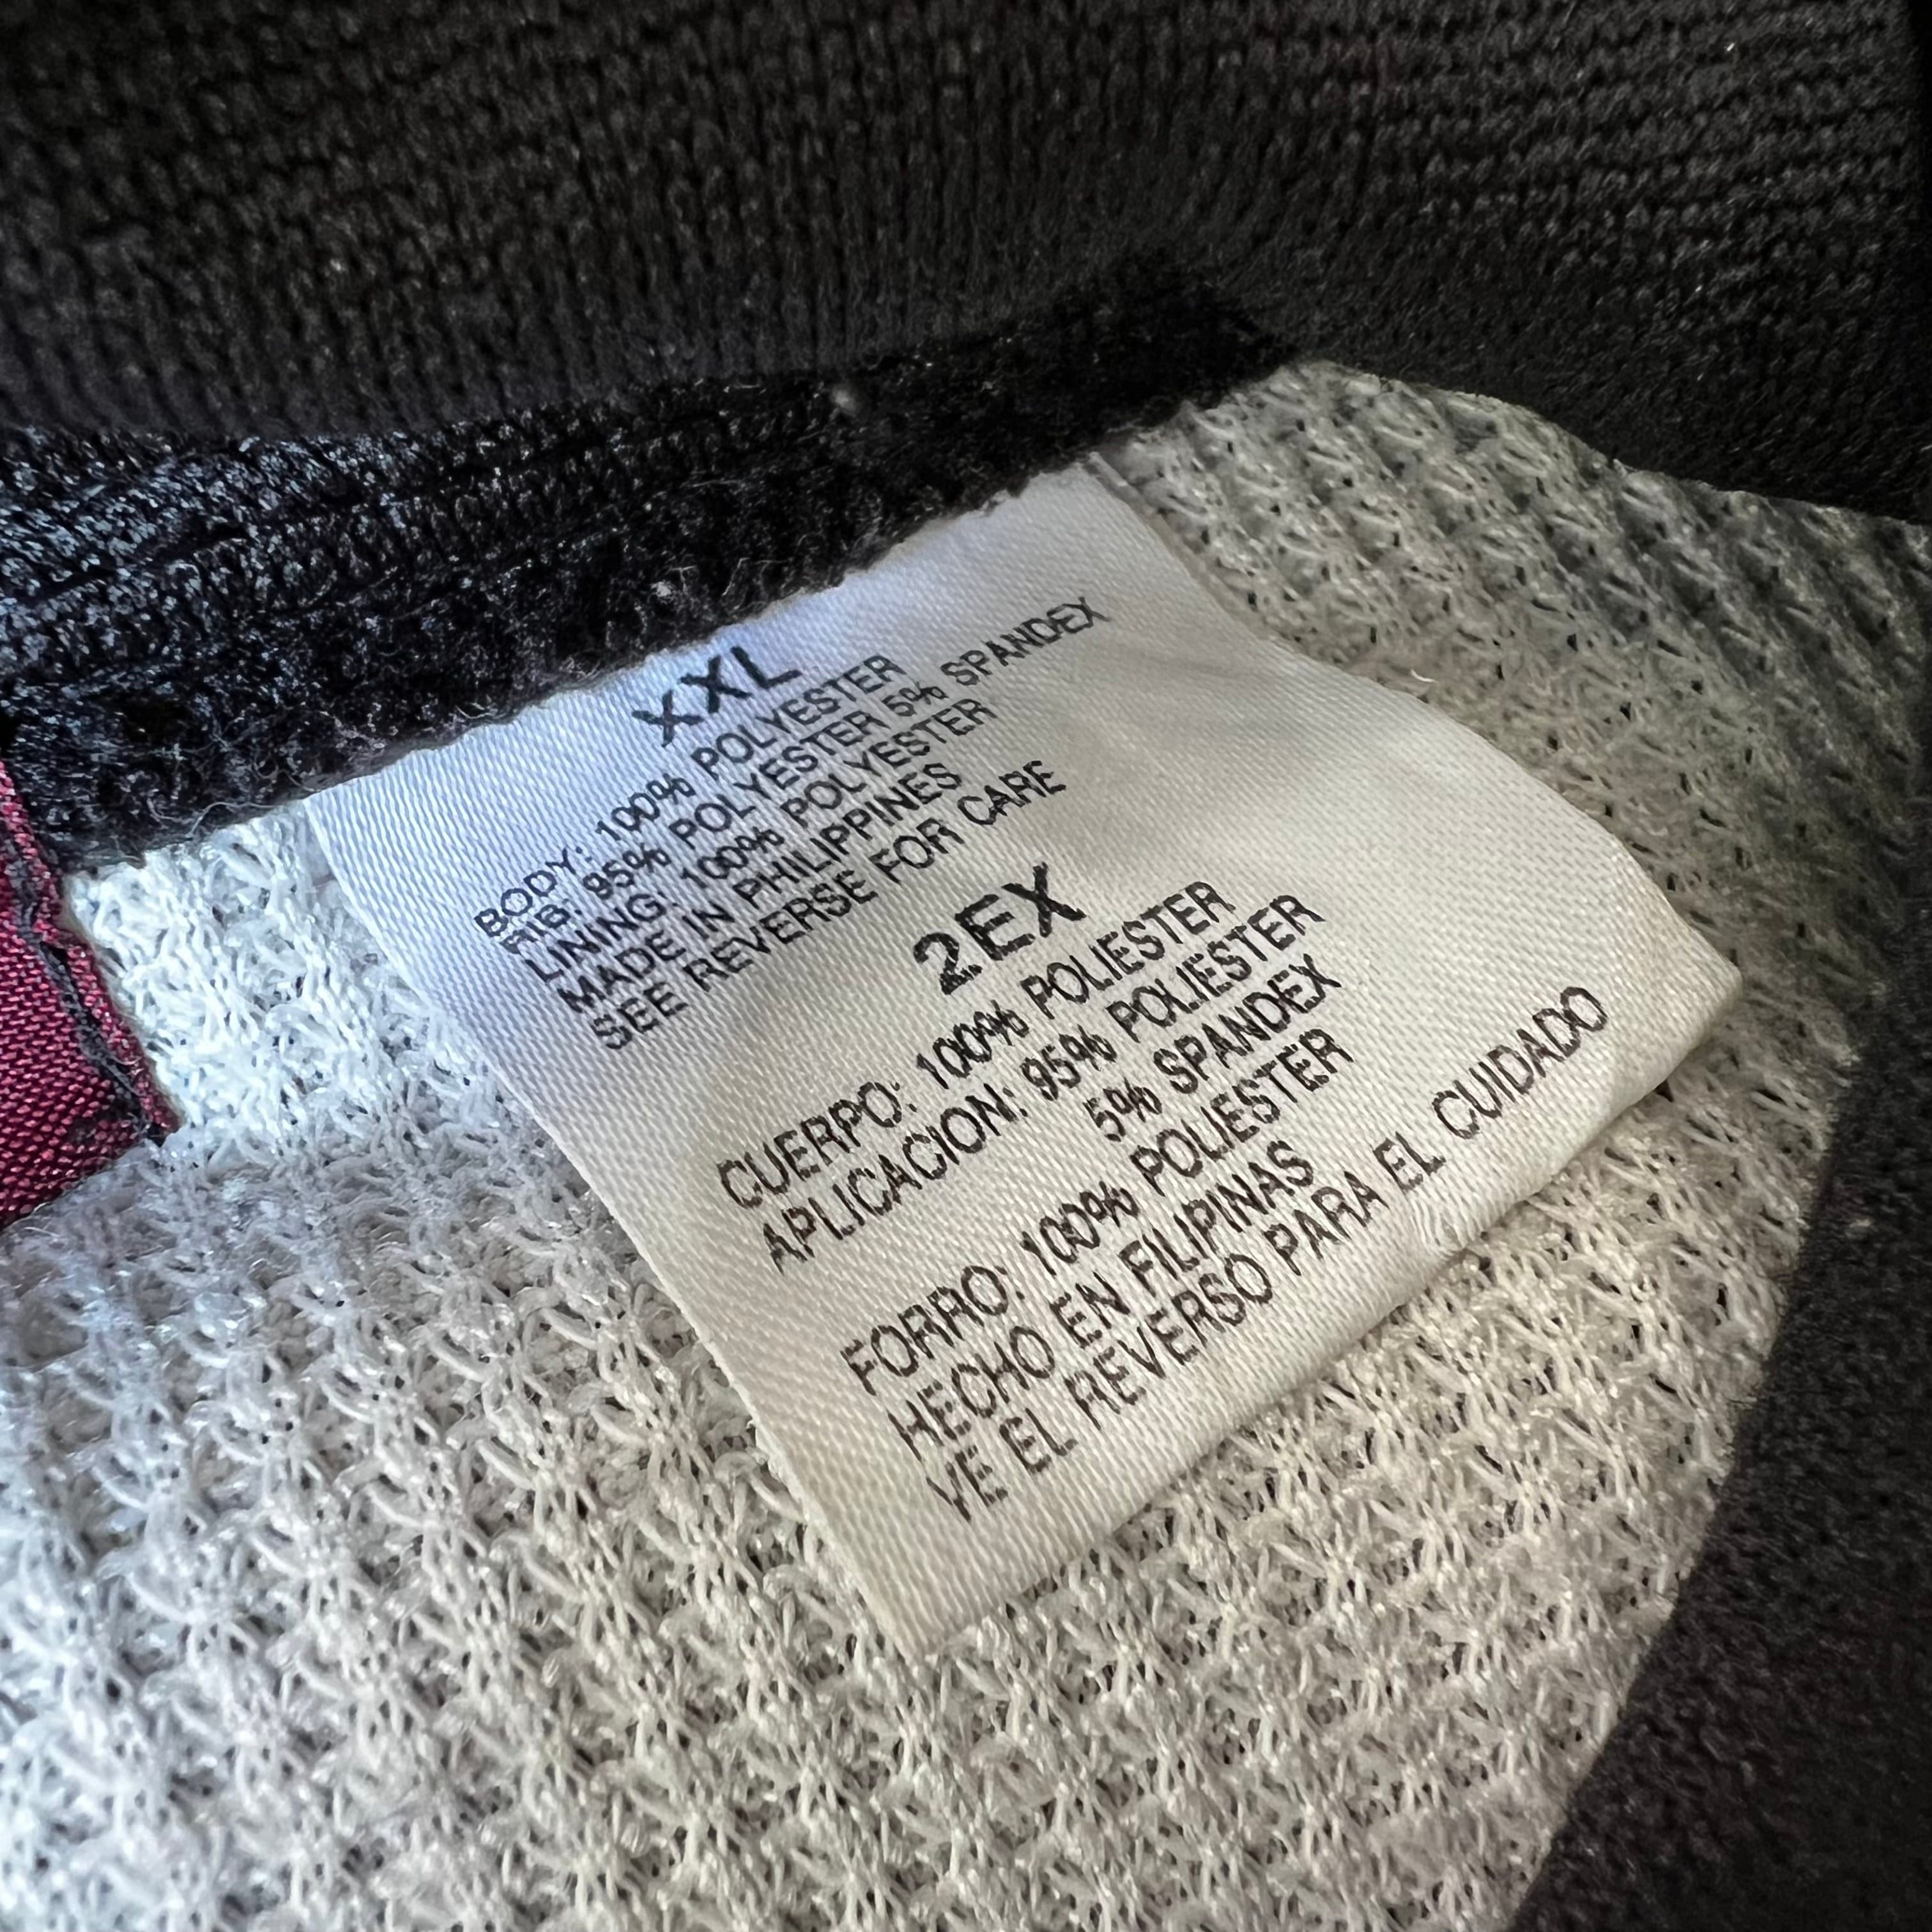 XXL
BODY: 100% POLYESTER
RIB: 95% POLYESTER 5% SPANDEX
LINING: 100% POLYESTER
MADE IN PHILIPPINES
SEE REVERSE FOR CARE
2EX
CUERPO: 100% POLIESTER
APLICACION: 95% POLIESTER
5% SPANDEX
FORRO: 100% POLIESTER
HECHO EN FILIPINAS
VE EL REVERSO PARA EL CUIDADO